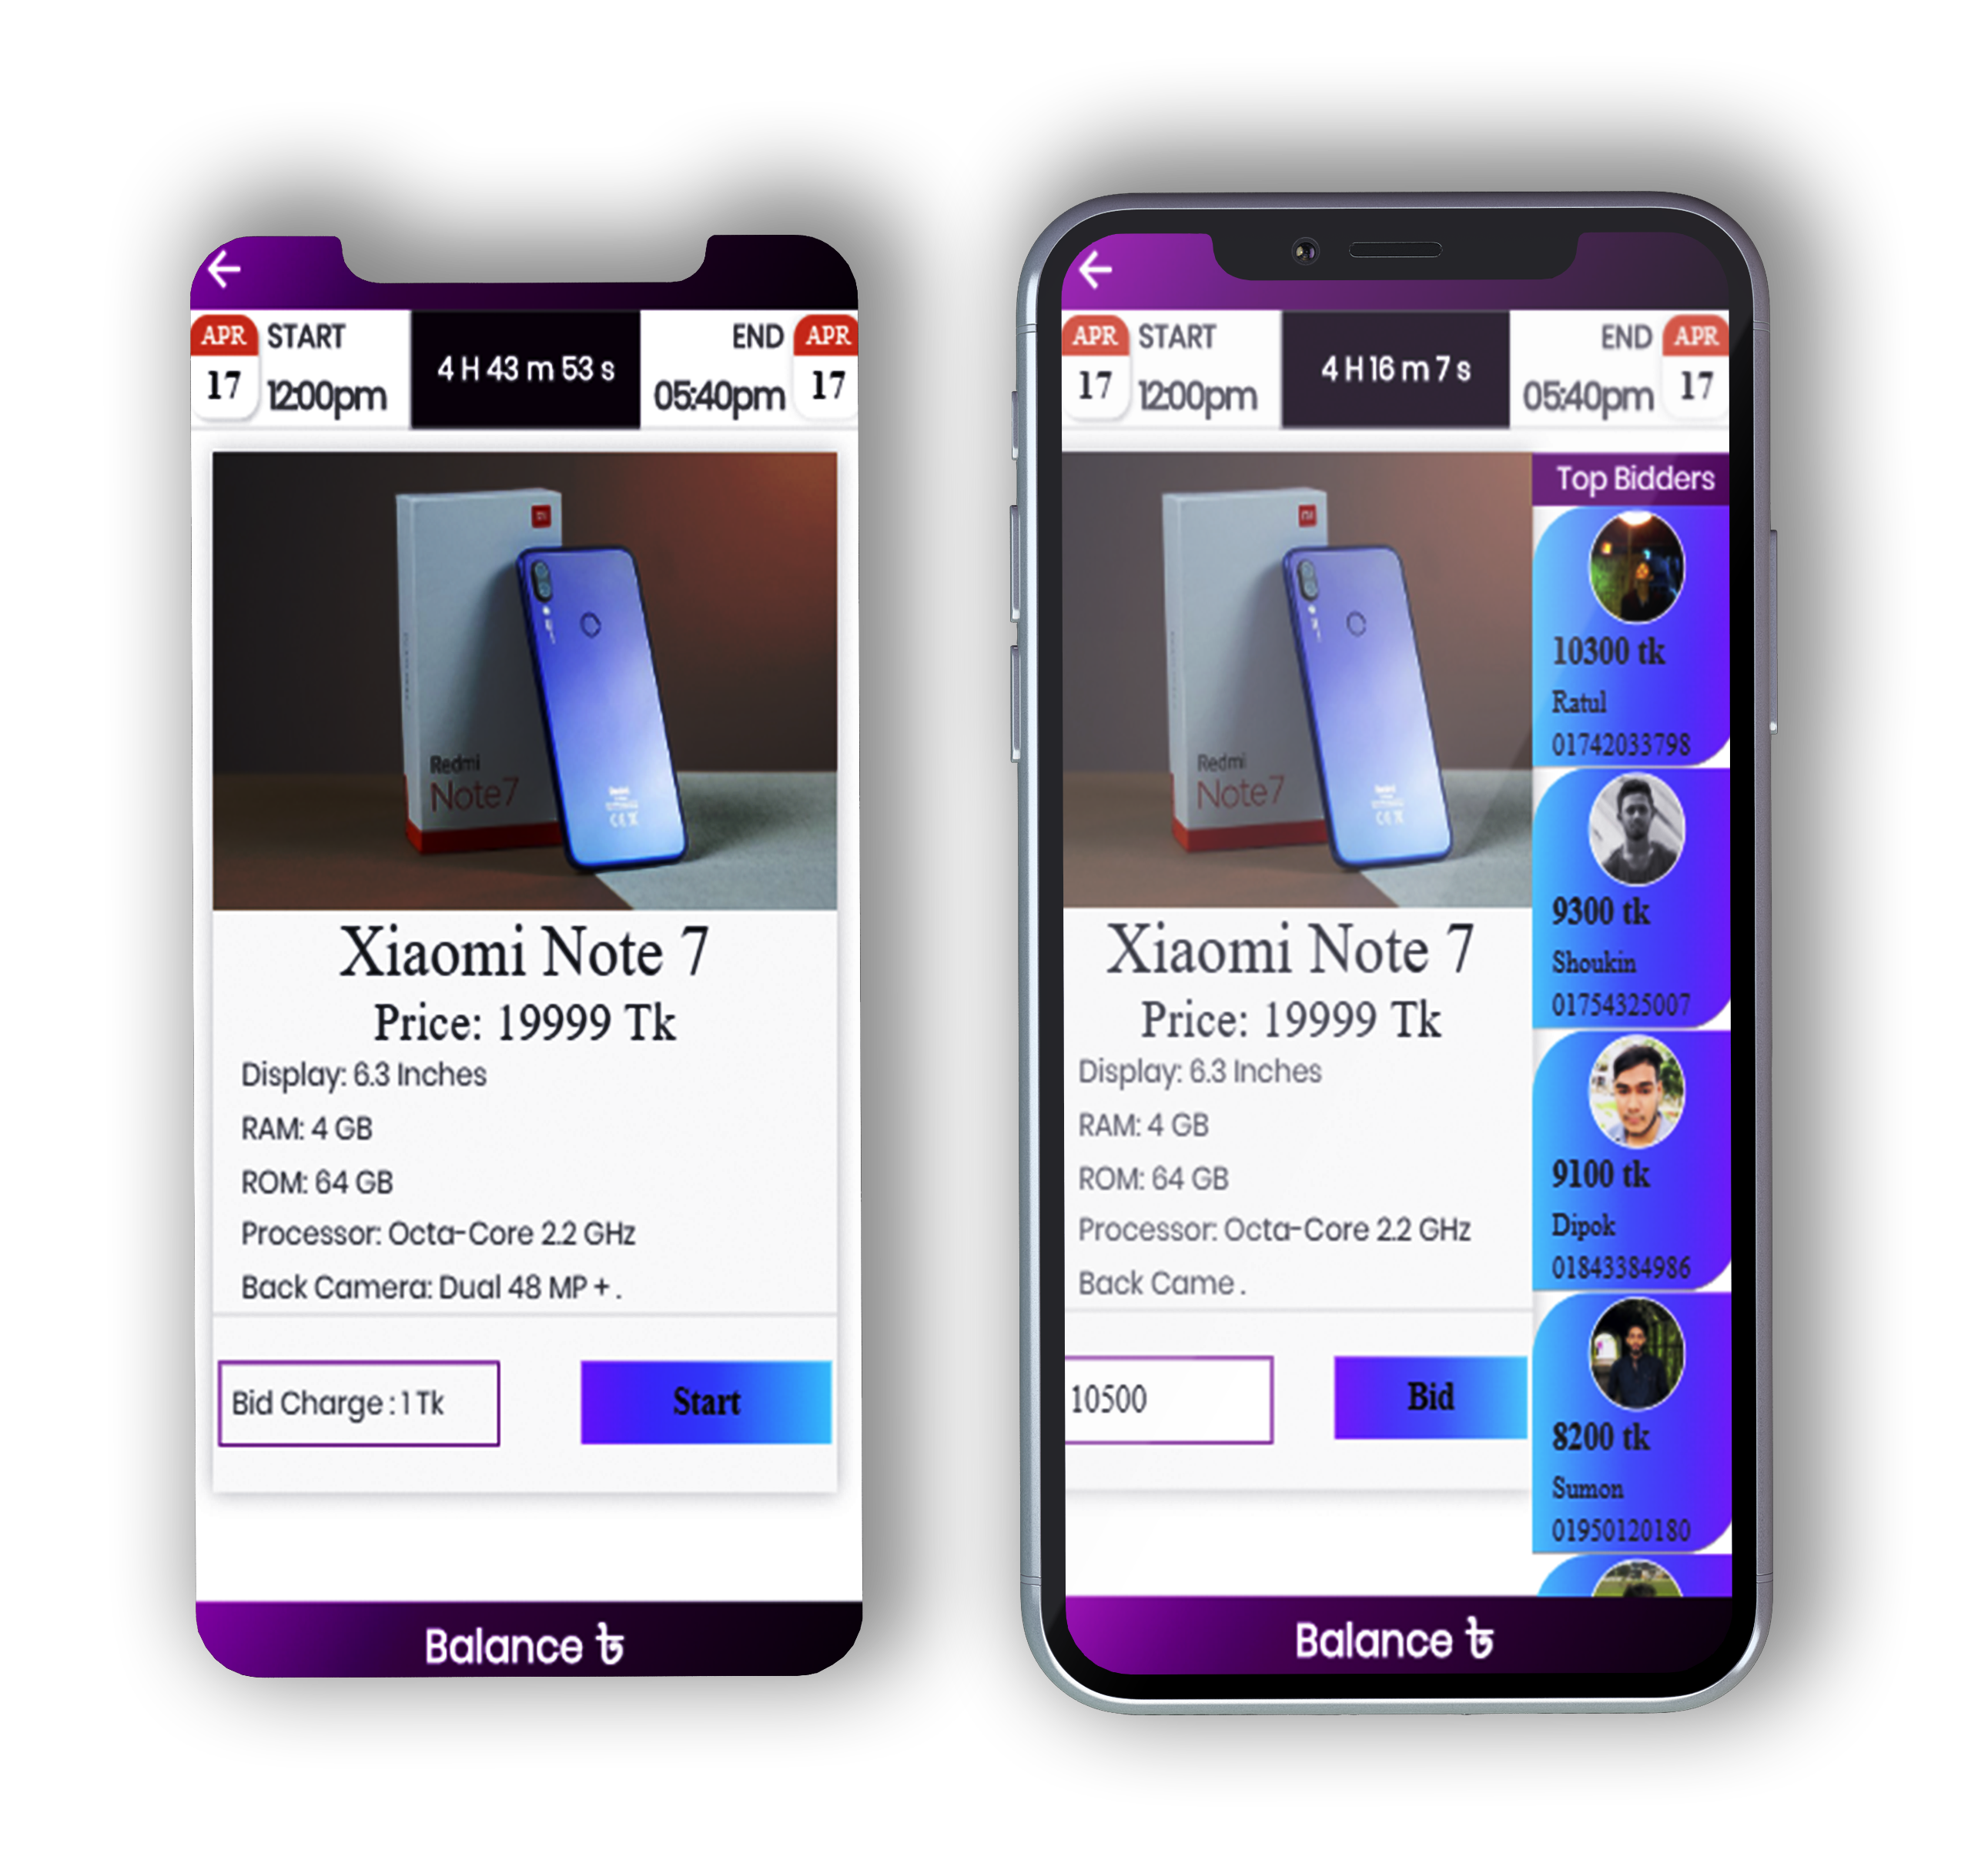 APR
17
START
12:00pm
4 H 43 m 53 s
END
05:40pm
APR
17
Redmi
Note7
Xiaomi Note 7
Price: 19999 Tk
Display: 6.3 Inches
RAM: 4 GB
ROM: 64 GB
Processor: Octa-Core 2.2 GHz
Back Camera: Dual 48 MP + .
Bid Charge : 1 Tk
Start
Balance ৳
APR
17
START
12:00pm
4 H 16 m 7 s
END
05:40pm
APR
17
Redmi
Note7
Xiaomi Note 7
Price: 19999 Tk
Display: 6.3 Inches
RAM: 4 GB
ROM: 64 GB
Processor: Octa-Core 2.2 GHz
Back Came .
10500
Bid
Top Bidders
10300 tk
Ratul
01742033798
9300 tk
Shoukin
01754325007
9100 tk
Dipok
01843384986
8200 tk
Sumon
01950120180
Balance ৳